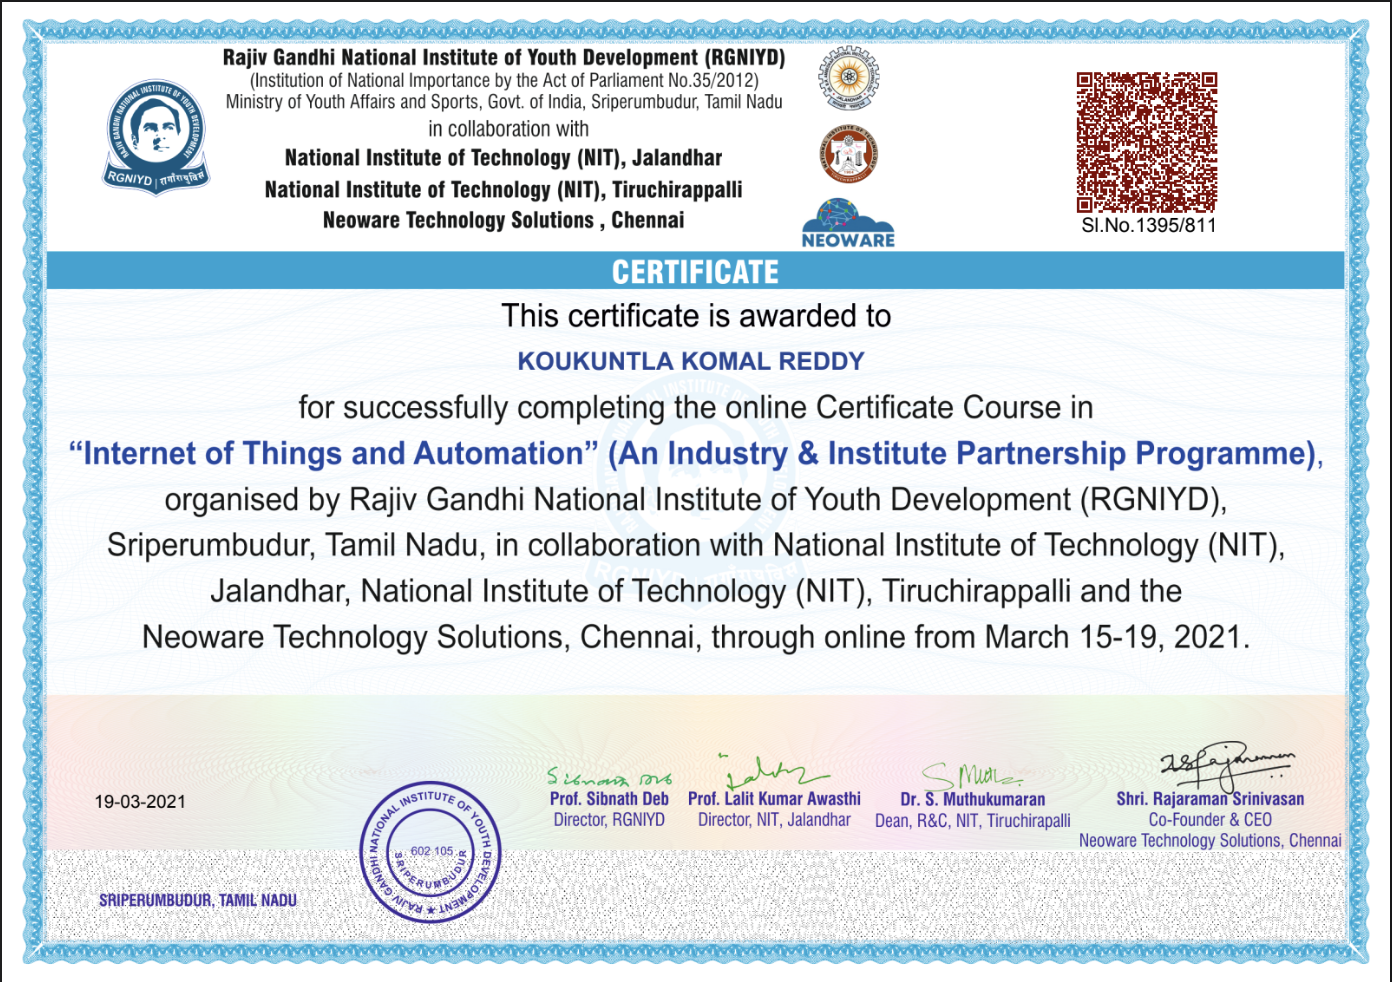 Rajiv Gandhi National Institute of Youth Development (RGNIYD)
(Institution of National Importance by the Act of Parliament No.35/2012)
Ministry of Youth Affairs and Sports, Govt. of India, Sriperumbudur, Tamil Nadu
in collaboration with
National Institute of Technology (NIT), Jalandhar
National Institute of Technology (NIT), Tiruchirappalli
Neoware Technology Solutions , Chennai
RAJIV GANDHI NATIONAL INSTITUTE OF YOUTH DEVELOPMENT
RGNIYD
NEOWARE
Sl.No.1395/811
CERTIFICATE
This certificate is awarded to
KOUKUNTLA KOMAL REDDY
for successfully completing the online Certificate Course in
“Internet of Things and Automation” (An Industry & Institute Partnership Programme),
organised by Rajiv Gandhi National Institute of Youth Development (RGNIYD),
Sriperumbudur, Tamil Nadu, in collaboration with National Institute of Technology (NIT),
Jalandhar, National Institute of Technology (NIT), Tiruchirappalli and the
Neoware Technology Solutions, Chennai, through online from March 15-19, 2021.
19-03-2021
Prof. Sibnath Deb
Director, RGNIYD
Prof. Lalit Kumar Awasthi
Director, NIT, Jalandhar
Dr. S. Muthukumaran
Dean, R&C, NIT, Tiruchirapalli
Shri. Rajaraman Srinivasan
Co-Founder & CEO
Neoware Technology Solutions, Chennai
RAJIV GANDHI NATIONAL INSTITUTE OF YOUTH DEVELOPMENT
602 105
SRIPERUMBUDUR
SRIPERUMBUDUR, TAMIL NADU